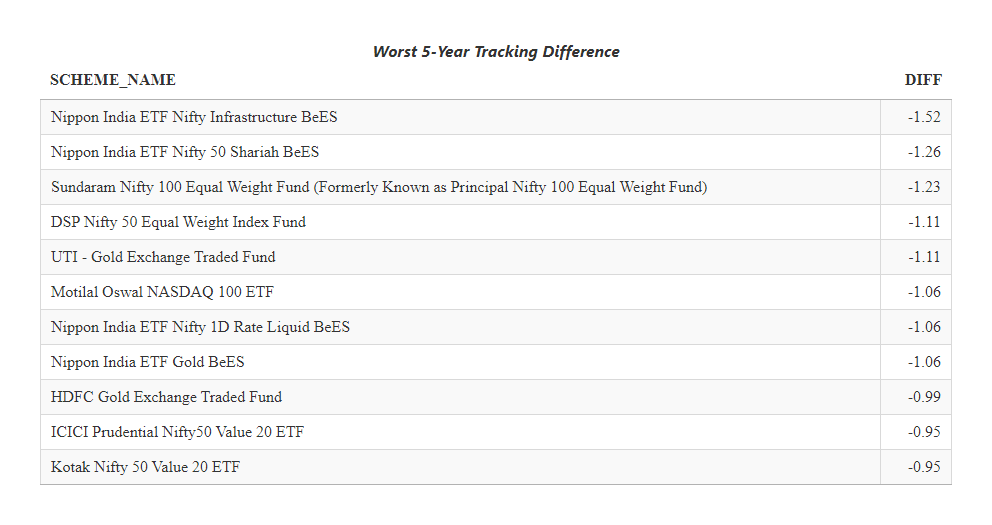 Worst 5-Year Tracking Difference
SCHEME_NAME DIFF
Nippon India ETF Nifty Infrastructure BeES -1.52
Nippon India ETF Nifty 50 Shariah BeES -1.26
Sundaram Nifty 100 Equal Weight Fund (Formerly Known as Principal Nifty 100 Equal Weight Fund) -1.23
DSP Nifty 50 Equal Weight Index Fund -1.11
UTI - Gold Exchange Traded Fund -1.11
Motilal Oswal NASDAQ 100 ETF -1.06
Nippon India ETF Nifty 1D Rate Liquid BeES -1.06
Nippon India ETF Gold BeES -1.06
HDFC Gold Exchange Traded Fund -0.99
ICICI Prudential Nifty50 Value 20 ETF -0.95
Kotak Nifty 50 Value 20 ETF -0.95